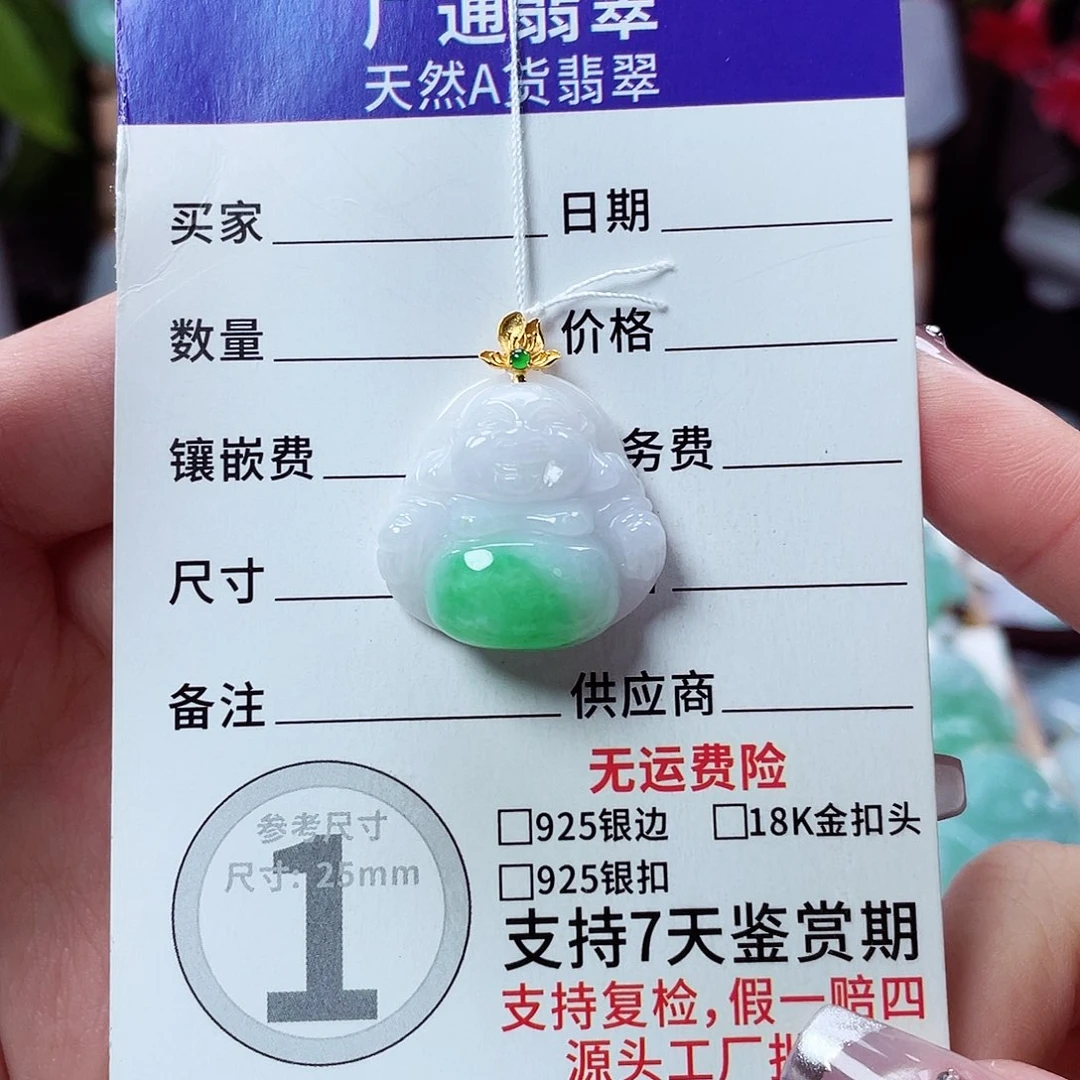 广通翡翠
天然A货翡翠
买家 日期
数量 价格
镶嵌费 务费
尺寸
备注 供应商
无运费险
参考尺寸
尺寸: 25mm
1
925银边 18K金扣头
925银扣
支持7天鉴赏期
支持复检,假一赔四
源头工厂批